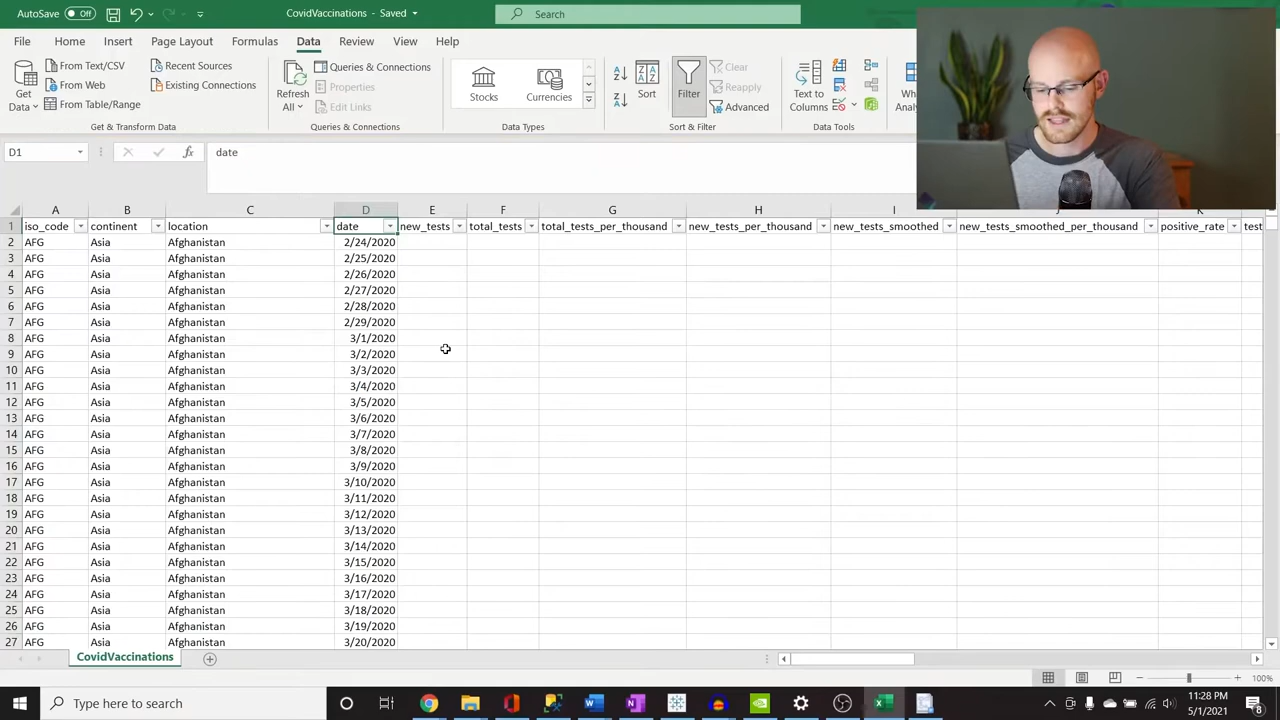 AutoSave Off CovidVaccinations - Saved Search
File Home Insert Page Layout Formulas Data Review View Help
From Text/CSV Recent Sources Queries & Connections Clear
Get Data From Web Existing Connections Refresh All Properties Stocks Currencies Sort Filter Reapply Text to Columns
From Table/Range Edit Links Advanced
Get & Transform Data Queries & Connections Data Types Sort & Filter Data Tools
D1 fx date
A B C D E F G H I J K
1 iso_code continent location date new_tests total_tests total_tests_per_thousand new_tests_per_thousand new_tests_smoothed new_tests_smoothed_per_thousand positive_rate test
2 AFG Asia Afghanistan 2/24/2020
3 AFG Asia Afghanistan 2/25/2020
4 AFG Asia Afghanistan 2/26/2020
5 AFG Asia Afghanistan 2/27/2020
6 AFG Asia Afghanistan 2/28/2020
7 AFG Asia Afghanistan 2/29/2020
8 AFG Asia Afghanistan 3/1/2020
9 AFG Asia Afghanistan 3/2/2020
10 AFG Asia Afghanistan 3/3/2020
11 AFG Asia Afghanistan 3/4/2020
12 AFG Asia Afghanistan 3/5/2020
13 AFG Asia Afghanistan 3/6/2020
14 AFG Asia Afghanistan 3/7/2020
15 AFG Asia Afghanistan 3/8/2020
16 AFG Asia Afghanistan 3/9/2020
17 AFG Asia Afghanistan 3/10/2020
18 AFG Asia Afghanistan 3/11/2020
19 AFG Asia Afghanistan 3/12/2020
20 AFG Asia Afghanistan 3/13/2020
21 AFG Asia Afghanistan 3/14/2020
22 AFG Asia Afghanistan 3/15/2020
23 AFG Asia Afghanistan 3/16/2020
24 AFG Asia Afghanistan 3/17/2020
25 AFG Asia Afghanistan 3/18/2020
26 AFG Asia Afghanistan 3/19/2020
27 AFG Asia Afghanistan 3/20/2020
CovidVaccinations
100%
Type here to search 11:28 PM
5/1/2021 8